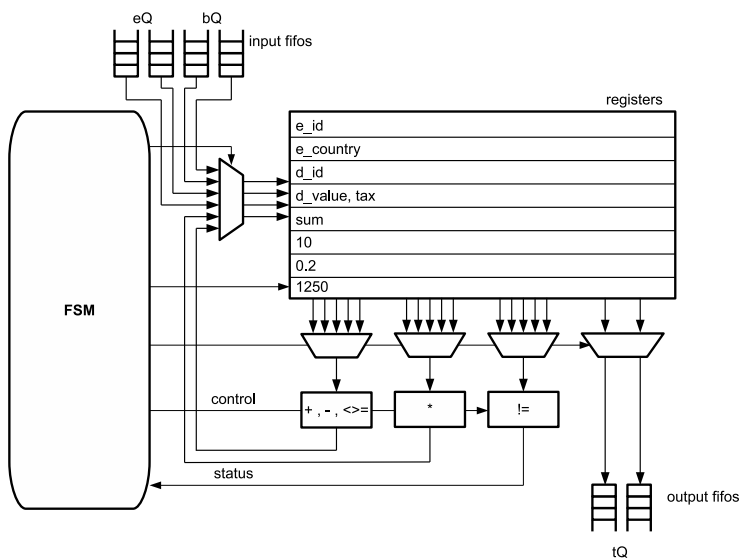 eQ bQ
input fifos
registers
e_id
e_country
d_id
d_value, tax
sum
10
0.2
1250
FSM
control
+ , - , <>=
*
!=
status
output fifos
tQ